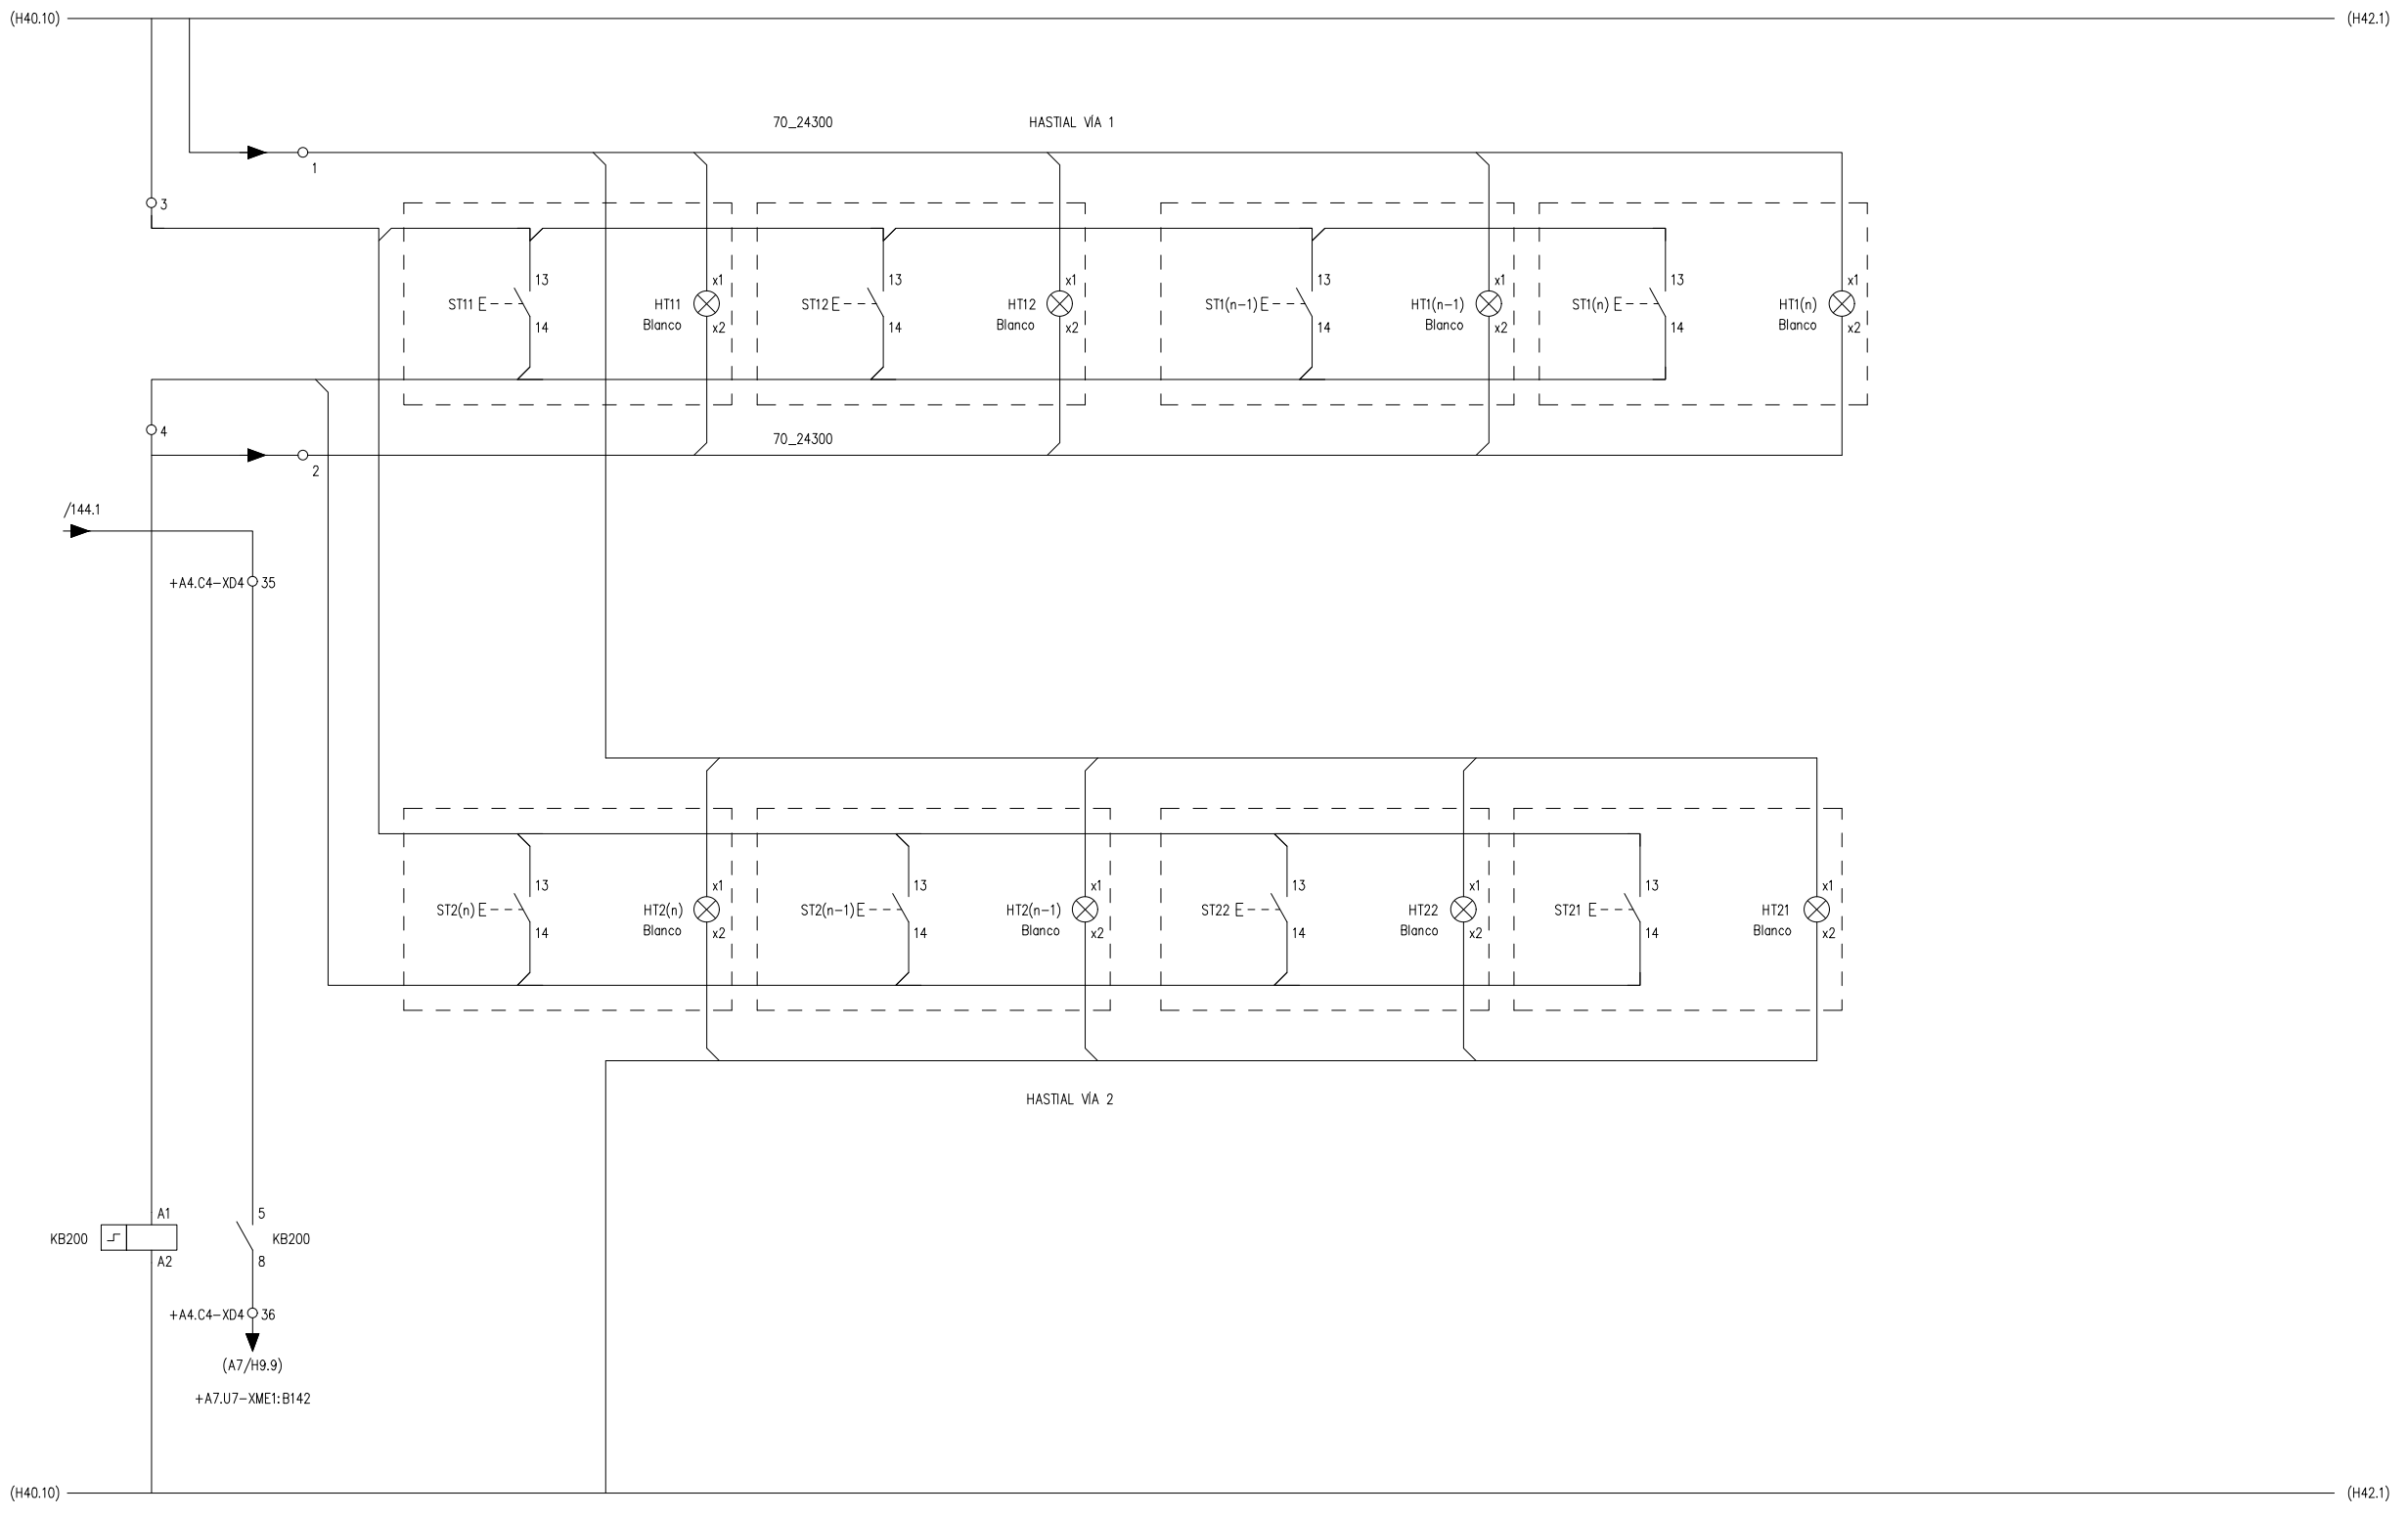 (H40.10) (H42.1)
70_24300 HASTIAL VÍA 1
1
3
x1 x1 x1 x1
13 13 13 13
ST11 HT11 ST12 HT12 ST1(n-1) HT1(n-1) ST1(n) HT1(n)
Blanco Blanco Blanco Blanco
14 x2 14 x2 14 x2 14 x2
4 70_24300
2
/144.1
+A4.C4-XD4 35
13 x1 13 x1 13 x1 13 x1
ST2(n) HT2(n) ST2(n-1) HT2(n-1) ST22 HT22 ST21 HT21
Blanco Blanco Blanco Blanco
14 x2 14 x2 14 x2 14 x2
HASTIAL VÍA 2
A1 5
KB200 KB200
A2 8
+A4.C4-XD4 36
(A7/H9.9)
+A7.U7-XME1:B142
(H40.10) (H42.1)